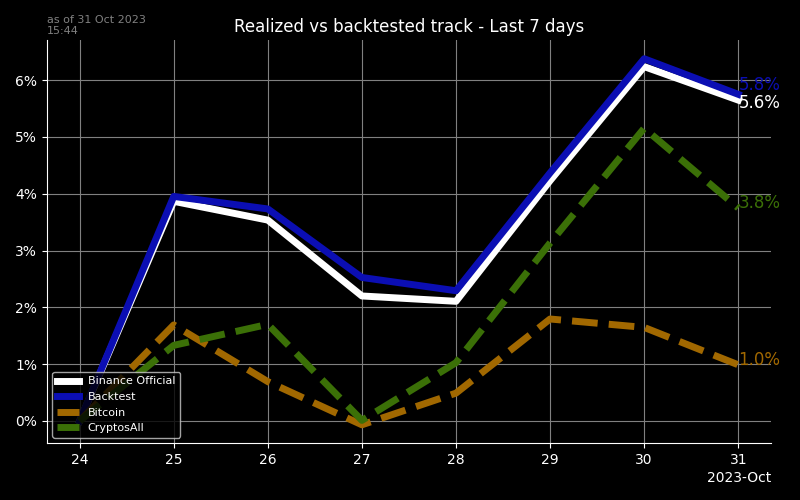 as of 31 Oct 2023
15:44
Realized vs backtested track - Last 7 days
6%
5%
4%
3%
2%
1%
0%
5.8%
5.6%
3.8%
1.0%
Binance Official
Backtest
Bitcoin
CryptosAll
24 25 26 27 28 29 30 31
2023-Oct